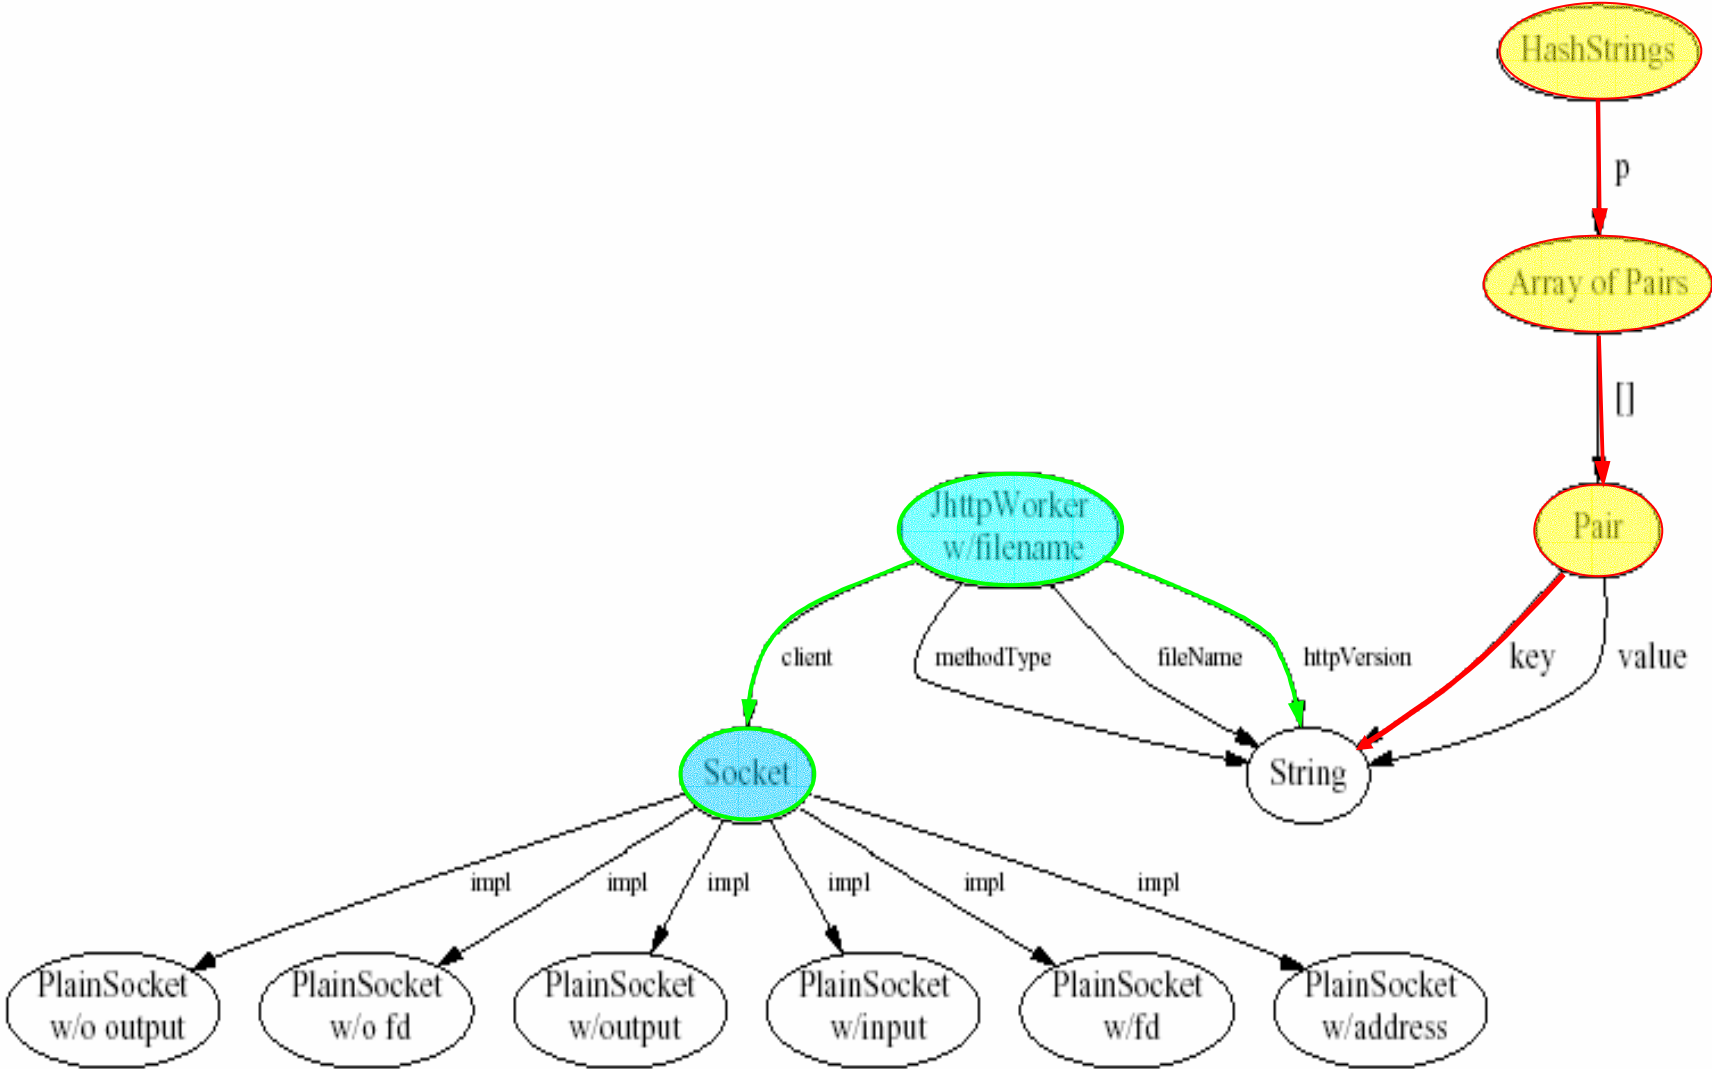 HashStrings
p
Array of Pairs
[]
JhttpWorker
w/filename
Pair
client
methodType
fileName
httpVersion
key
value
Socket
String
impl
impl
impl
impl
impl
impl
PlainSocket
w/o output
PlainSocket
w/o fd
PlainSocket
w/output
PlainSocket
w/input
PlainSocket
w/fd
PlainSocket
w/address